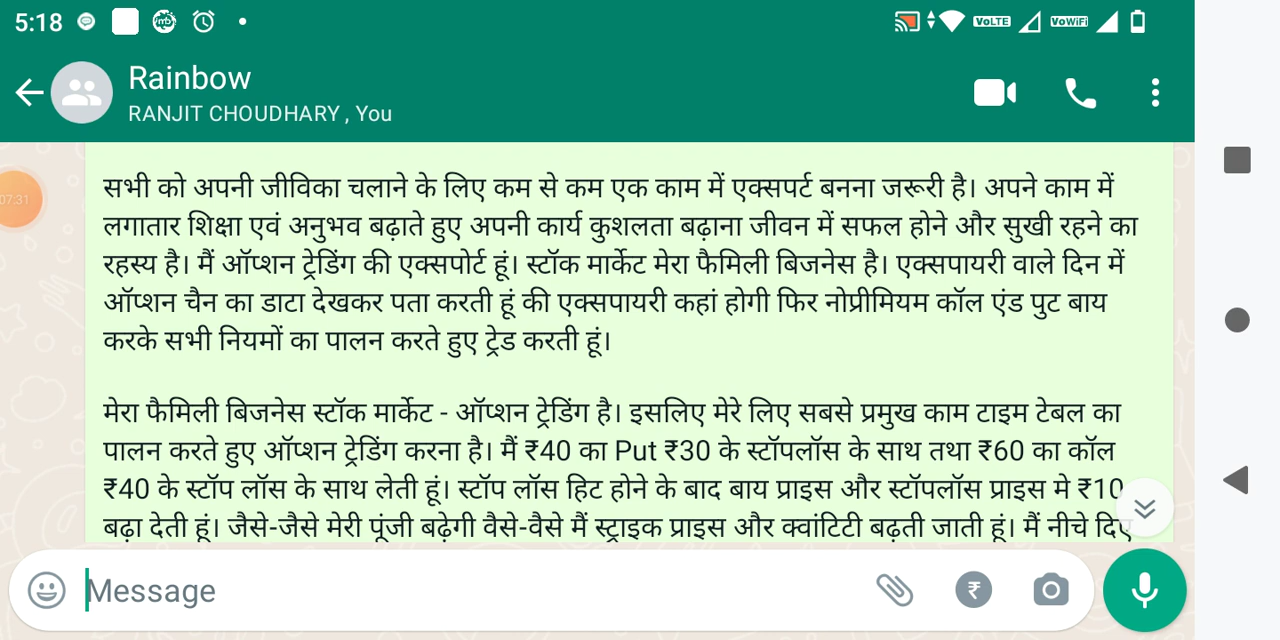 5:18
VoLTE
VoWiFi
Rainbow
RANJIT CHOUDHARY , You
07:31
सभी को अपनी जीविका चलाने के लिए कम से कम एक काम में एक्सपर्ट बनना जरूरी है। अपने काम में
लगातार शिक्षा एवं अनुभव बढ़ाते हुए अपनी कार्य कुशलता बढ़ाना जीवन में सफल होने और सुखी रहने का
रहस्य है। मैं ऑप्शन ट्रेडिंग की एक्सपोर्ट हूं। स्टॉक मार्केट मेरा फैमिली बिजनेस है। एक्सपायरी वाले दिन में
ऑप्शन चैन का डाटा देखकर पता करती हूं की एक्सपायरी कहां होगी फिर नोप्रीमियम कॉल एंड पुट बाय
करके सभी नियमों का पालन करते हुए ट्रेड करती हूं।
मेरा फैमिली बिजनेस स्टॉक मार्केट - ऑप्शन ट्रेडिंग है। इसलिए मेरे लिए सबसे प्रमुख काम टाइम टेबल का
पालन करते हुए ऑप्शन ट्रेडिंग करना है। मैं ₹40 का Put ₹30 के स्टॉपलॉस के साथ तथा ₹60 का कॉल
₹40 के स्टॉप लॉस के साथ लेती हूं। स्टॉप लॉस हिट होने के बाद बाय प्राइस और स्टॉपलॉस प्राइस मे ₹10
बढ़ा देती हूं। जैसे-जैसे मेरी पूंजी बढ़ेगी वैसे-वैसे मैं स्ट्राइक प्राइस और क्वांटिटी बढ़ती जाती हूं। मैं नीचे दिए
Message